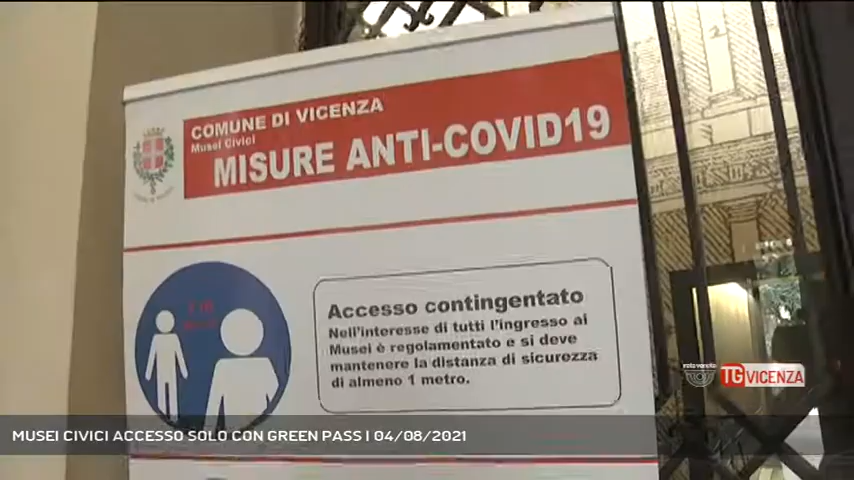 COMUNE DI VICENZA
Musei Civici
MISURE ANTI-COVID19
Accesso contingentato
Nell'interesse di tutti l'ingresso ai
Musei è regolamentato e si deve
mantenere la distanza di sicurezza
di almeno 1 metro.
TGVICENZA
MUSEI CIVICI ACCESSO SOLO CON GREEN PASS | 04/08/2021